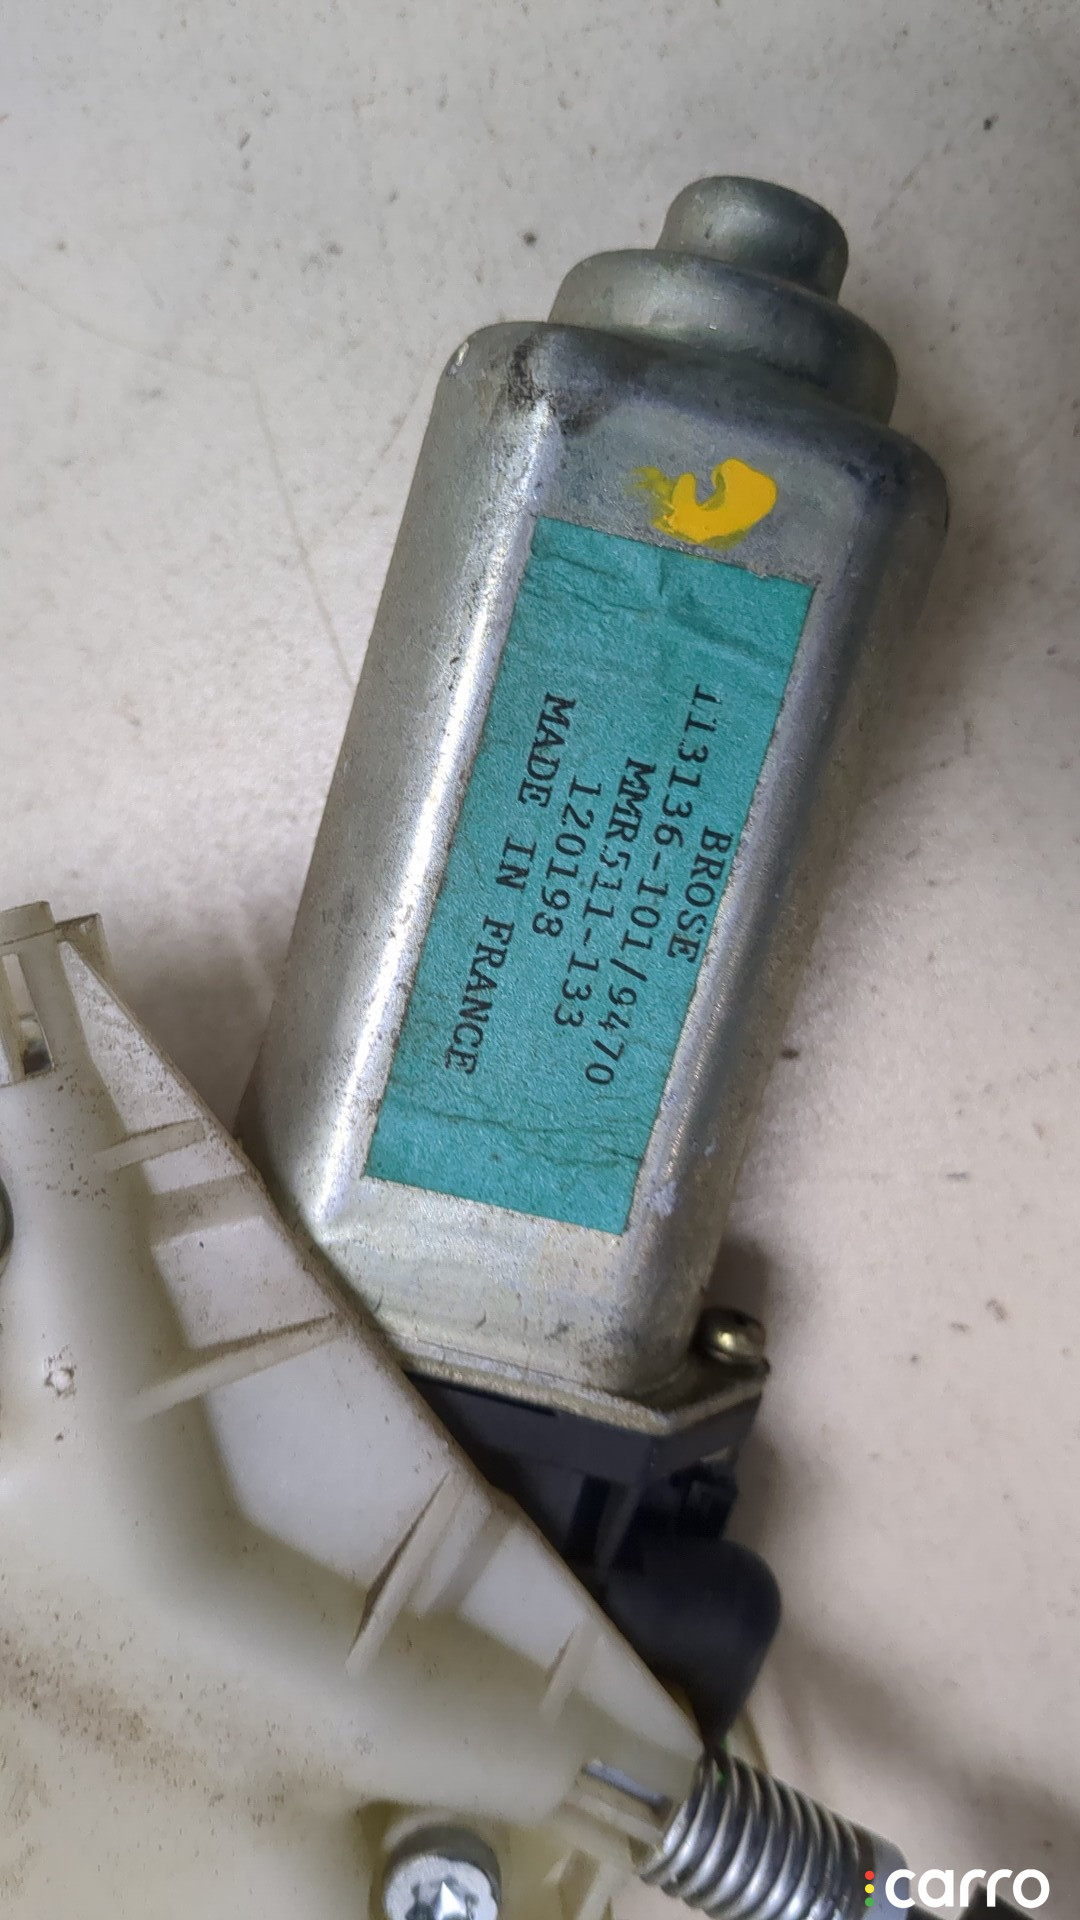 BROSE
113136-101/9470
MMR511-133
120198
MADE IN FRANCE
carro